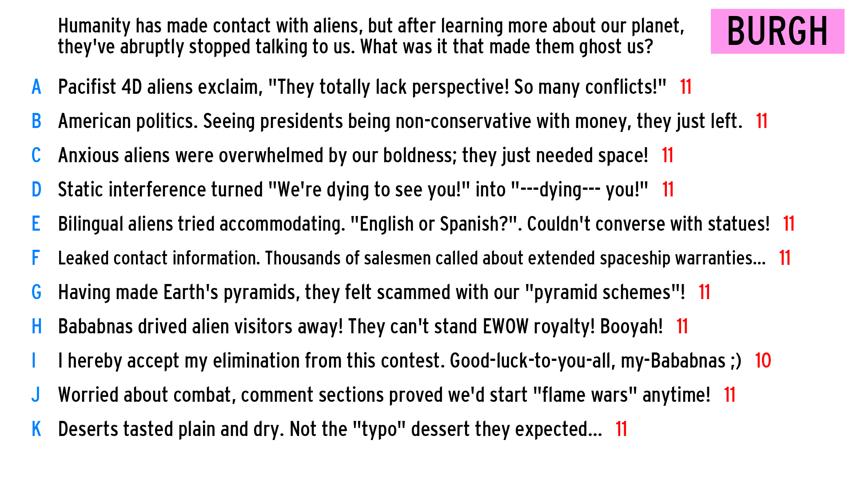 Humanity has made contact with aliens, but after learning more about our planet,
they've abruptly stopped talking to us. What was it that made them ghost us?
BURGH
A Pacifist 4D aliens exclaim, "They totally lack perspective! So many conflicts!" 11
B American politics. Seeing presidents being non-conservative with money, they just left. 11
C Anxious aliens were overwhelmed by our boldness; they just needed space! 11
D Static interference turned "We're dying to see you!" into "---dying--- you!" 11
E Bilingual aliens tried accommodating. "English or Spanish?". Couldn't converse with statues! 11
F Leaked contact information. Thousands of salesmen called about extended spaceship warranties... 11
G Having made Earth's pyramids, they felt scammed with our "pyramid schemes"! 11
H Bababnas drived alien visitors away! They can't stand EWOW royalty! Booyah! 11
I I hereby accept my elimination from this contest. Good-luck-to-you-all, my-Bababnas ;) 10
J Worried about combat, comment sections proved we'd start "flame wars" anytime! 11
K Deserts tasted plain and dry. Not the "typo" dessert they expected... 11